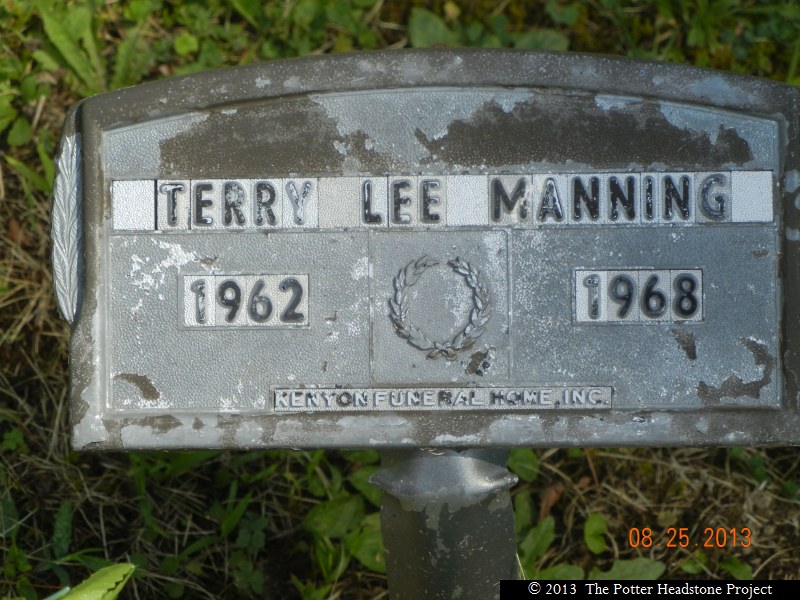 TERRY LEE MANNING
1962 1968
KENYON FUNERAL HOME, INC.
08.25.2013
© 2013 The Potter Headstone Project